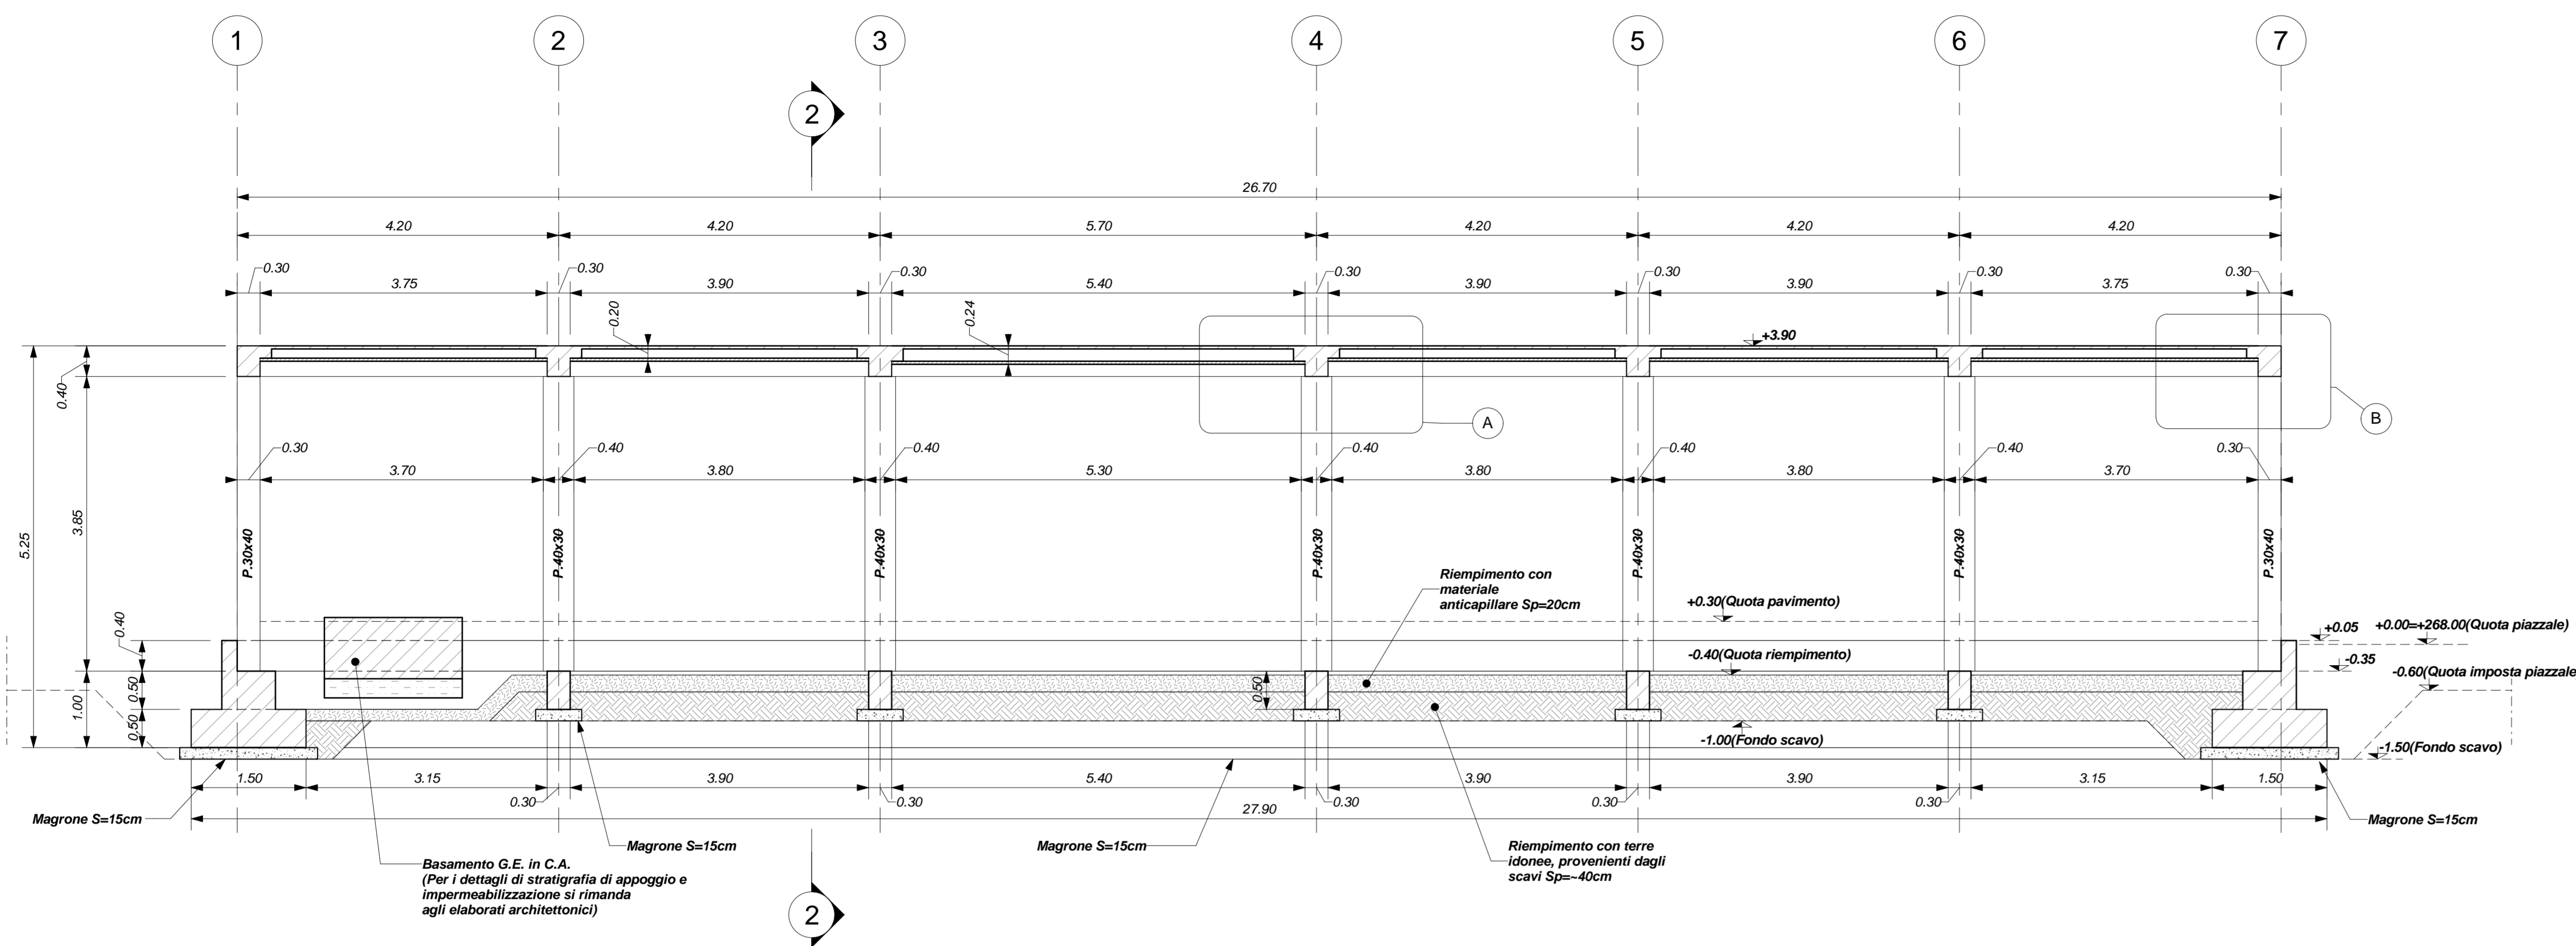 1 2 3 4 5 6 7
2
26.70
4.20 4.20 5.70 4.20 4.20 4.20
0.30 0.30 0.30 0.30 0.30 0.30 0.30
3.75 3.90 5.40 3.90 3.90 3.75
0.20 0.24
+3.90
0.40
A B
0.30 0.40 0.40 0.40 0.40 0.40 0.30
3.70 3.80 5.30 3.80 3.80 3.70
5.25
3.85
P.30x40 P.40x30 P.40x30 P.40x30 P.40x30 P.40x30 P.30x40
Riempimento con
materiale
anticapillare Sp=20cm
+0.30(Quota pavimento)
0.40
+0.05
+0.00=+268.00(Quota piazzale)
-0.40(Quota riempimento)
-0.35
-0.60(Quota imposta piazzale
0.50
0.50
1.00
0.50
-1.00(Fondo scavo)
-1.50(Fondo scavo)
1.50 3.15 3.90 5.40 3.90 3.90 3.15 1.50
0.30 0.30 0.30 0.30 0.30
27.90
Magrone S=15cm
Magrone S=15cm
Magrone S=15cm
Magrone S=15cm
Basamento G.E. in C.A.
(Per i dettagli di stratigrafia di appoggio e
impermeabilizzazione si rimanda
agli elaborati architettonici)
Riempimento con terre
idonee, provenienti dagli
scavi Sp=~40cm
2